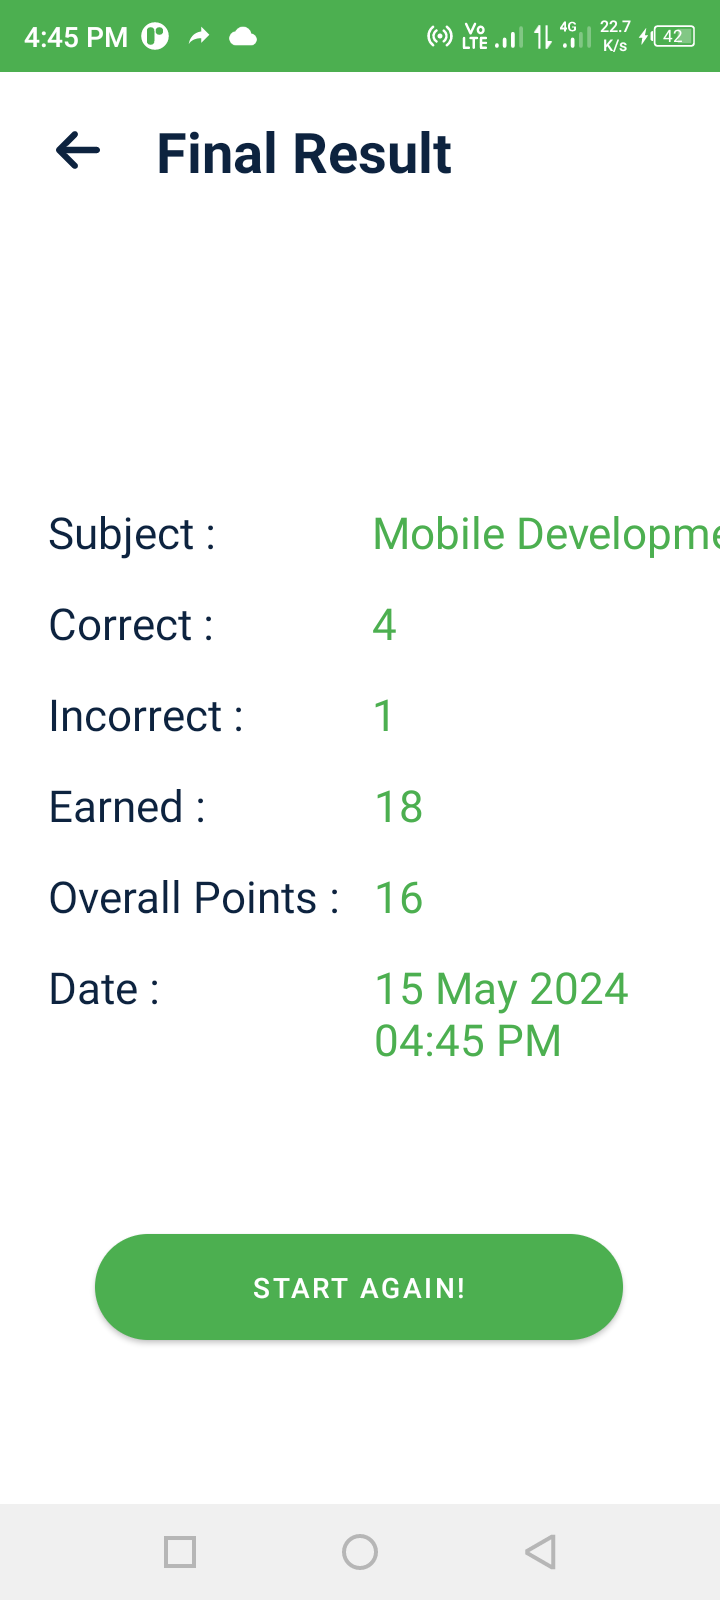 4:45 PM Vo LTE 4G 22.7 K/s 42
Final Result
Subject : Mobile Developme
Correct : 4
Incorrect : 1
Earned : 18
Overall Points : 16
Date : 15 May 2024
04:45 PM
START AGAIN!